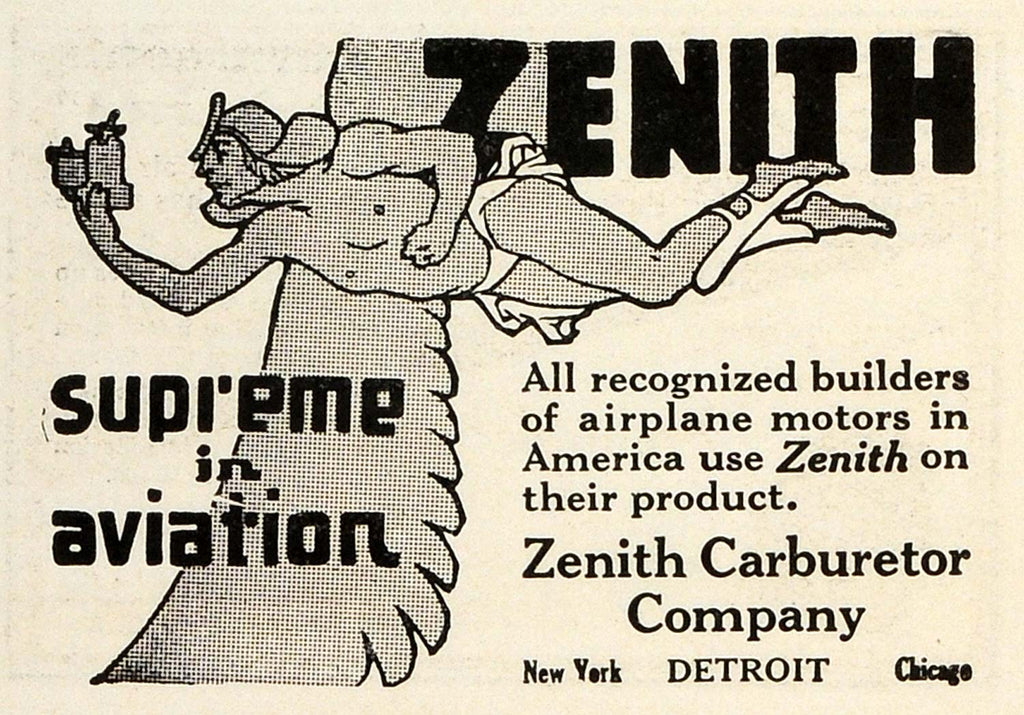 ZENITH
supreme
in
aviation
All recognized builders
of airplane motors in
America use Zenith on
their product.
Zenith Carburetor
Company
New York DETROIT Chicago